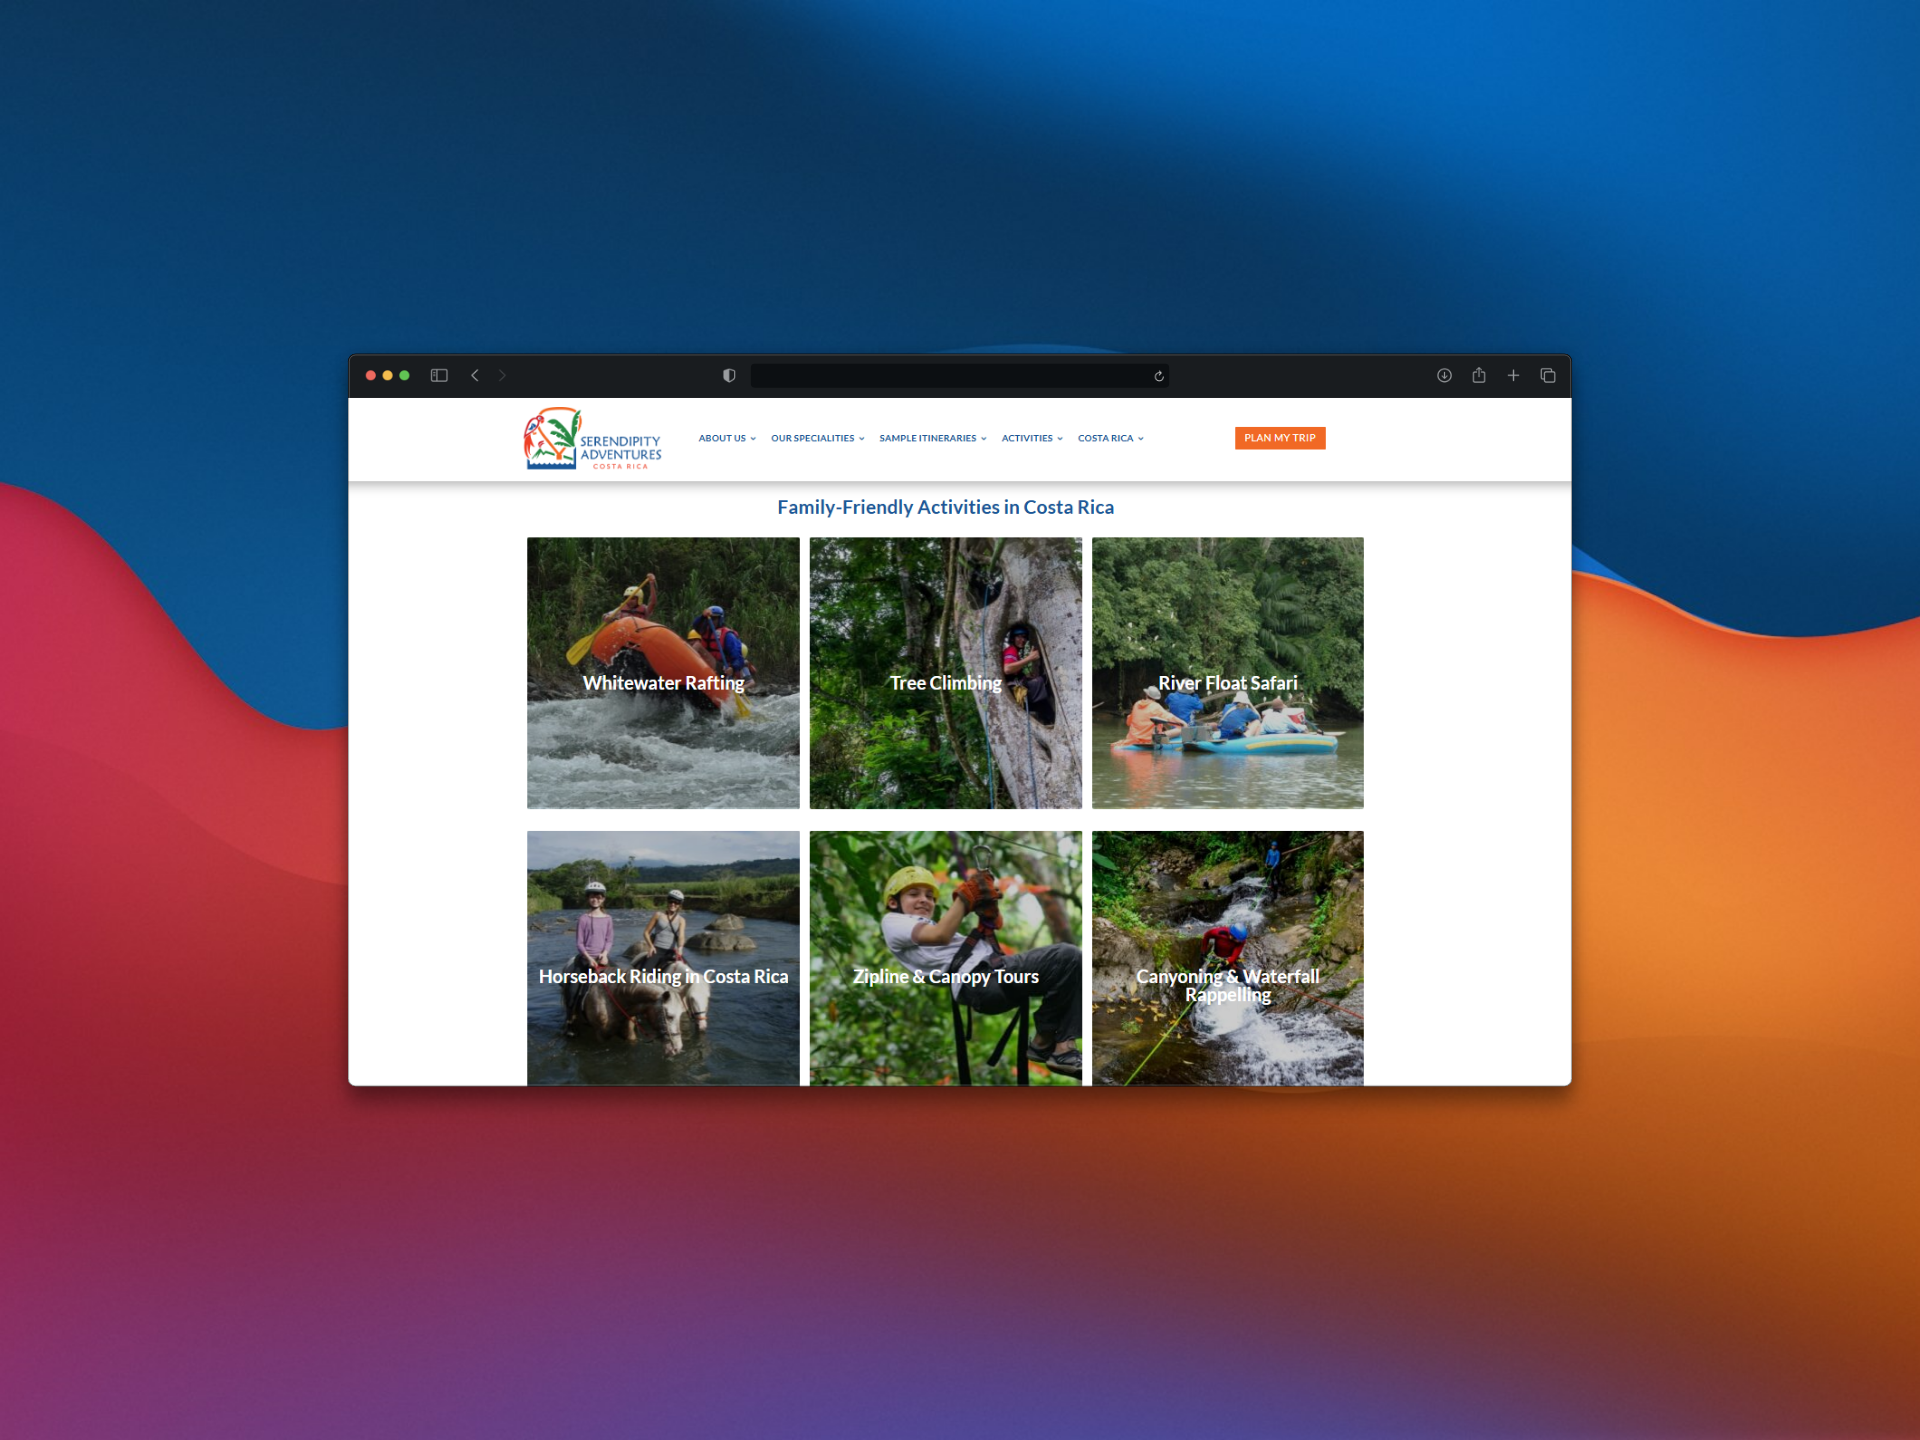 SERENDIPITY
ADVENTURES
COSTA RICA
ABOUT US
OUR SPECIALITIES
SAMPLE ITINERARIES
ACTIVITIES
COSTA RICA
PLAN MY TRIP
Family-Friendly Activities in Costa Rica
Whitewater Rafting
Tree Climbing
River Float Safari
Horseback Riding in Costa Rica
Zipline & Canopy Tours
Canyoning & Waterfall
Rappelling